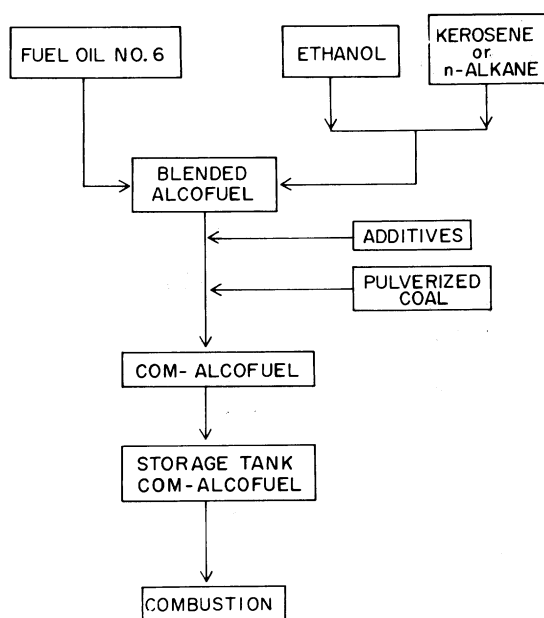 FUEL OIL NO. 6
ETHANOL
KEROSENE
or
n-ALKANE
BLENDED
ALCOFUEL
ADDITIVES
PULVERIZED
COAL
COM- ALCOFUEL
STORAGE TANK
COM-ALCOFUEL
COMBUSTION